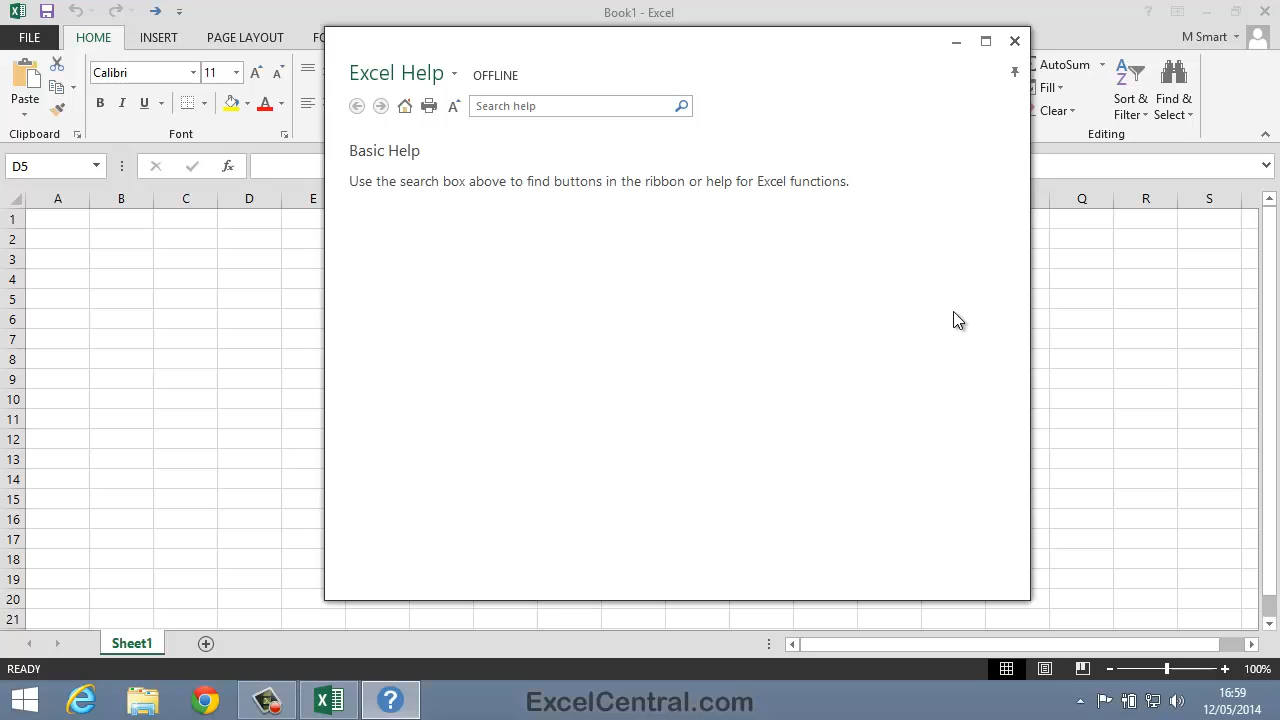 Book1 - Excel
FILE HOME INSERT PAGE LAYOUT FO M Smart
Excel Help OFFLINE
Search help
Basic Help
Use the search box above to find buttons in the ribbon or help for Excel functions.
Paste
Calibri 11
B I U A
Clipboard Font
AutoSum
Fill
Clear
Sort & Filter
Find & Select
Editing
D5 fx
A B C D E Q R S
1
2
3
4
5
6
7
8
9
10
11
12
13
14
15
16
17
18
19
20
21
Sheet1
READY 100%
ExcelCentral.com
16:59
12/05/2014